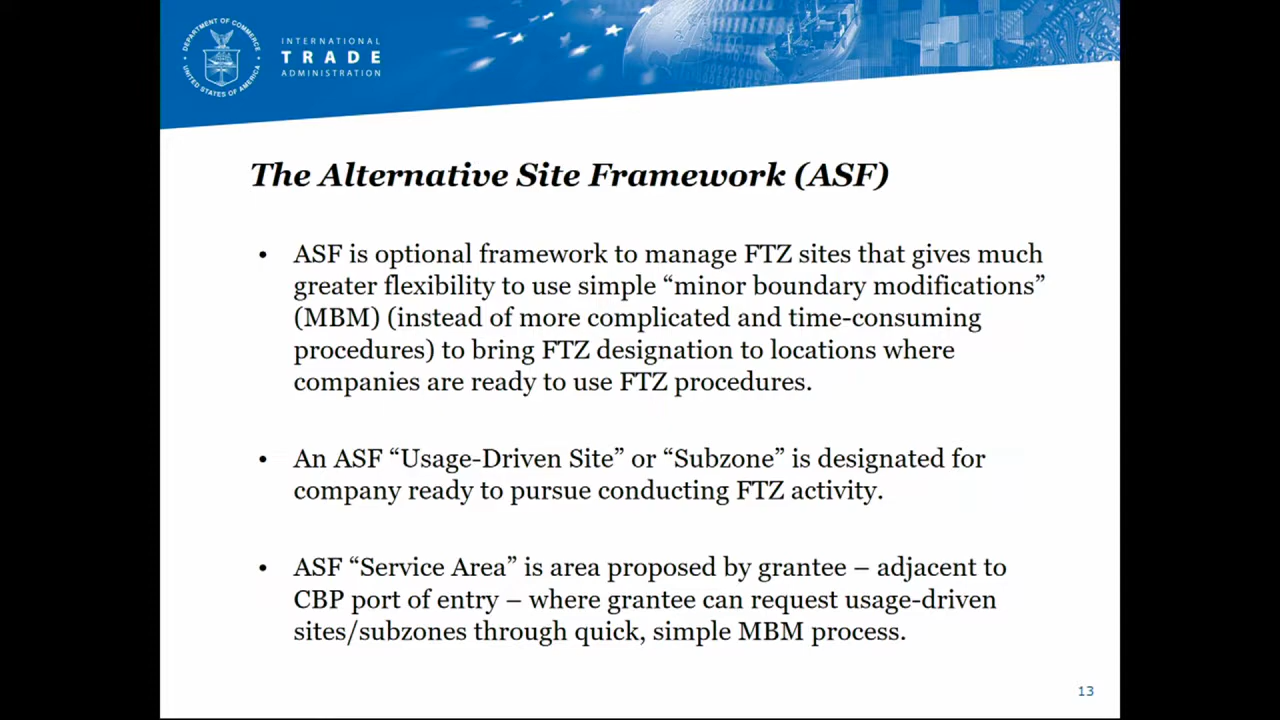 DEPARTMENT OF COMMERCE
UNITED STATES OF AMERICA
INTERNATIONAL
TRADE
ADMINISTRATION
The Alternative Site Framework (ASF)
• ASF is optional framework to manage FTZ sites that gives much
greater flexibility to use simple “minor boundary modifications”
(MBM) (instead of more complicated and time-consuming
procedures) to bring FTZ designation to locations where
companies are ready to use FTZ procedures.
• An ASF “Usage-Driven Site” or “Subzone” is designated for
company ready to pursue conducting FTZ activity.
• ASF “Service Area” is area proposed by grantee – adjacent to
CBP port of entry – where grantee can request usage-driven
sites/subzones through quick, simple MBM process.
13